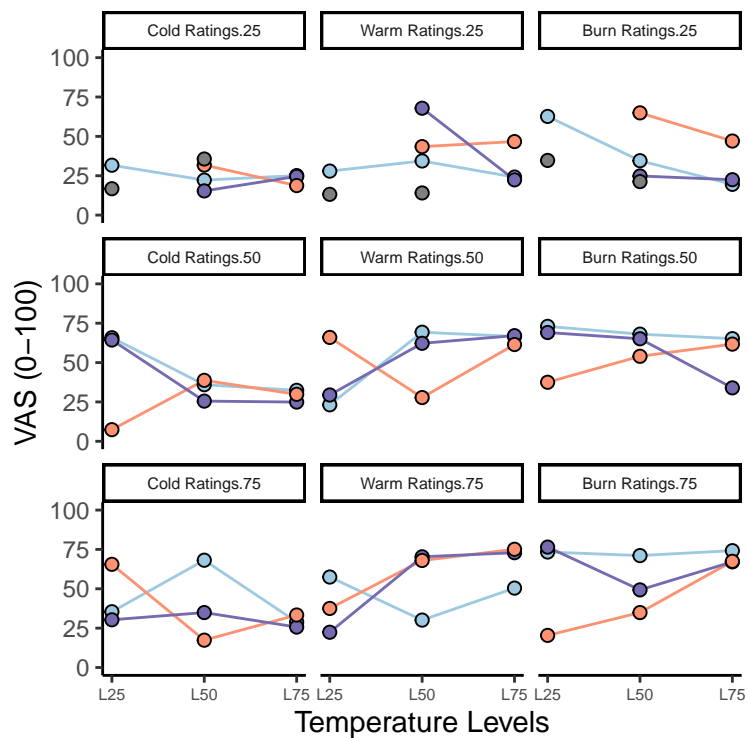 Cold Ratings.25 Warm Ratings.25 Burn Ratings.25
100
75
50
25
0
Cold Ratings.50 Warm Ratings.50 Burn Ratings.50
100
75
50
25
0
VAS (0−100)
Cold Ratings.75 Warm Ratings.75 Burn Ratings.75
100
75
50
25
0
L25 L50 L75 L25 L50 L75 L25 L50 L75
Temperature Levels